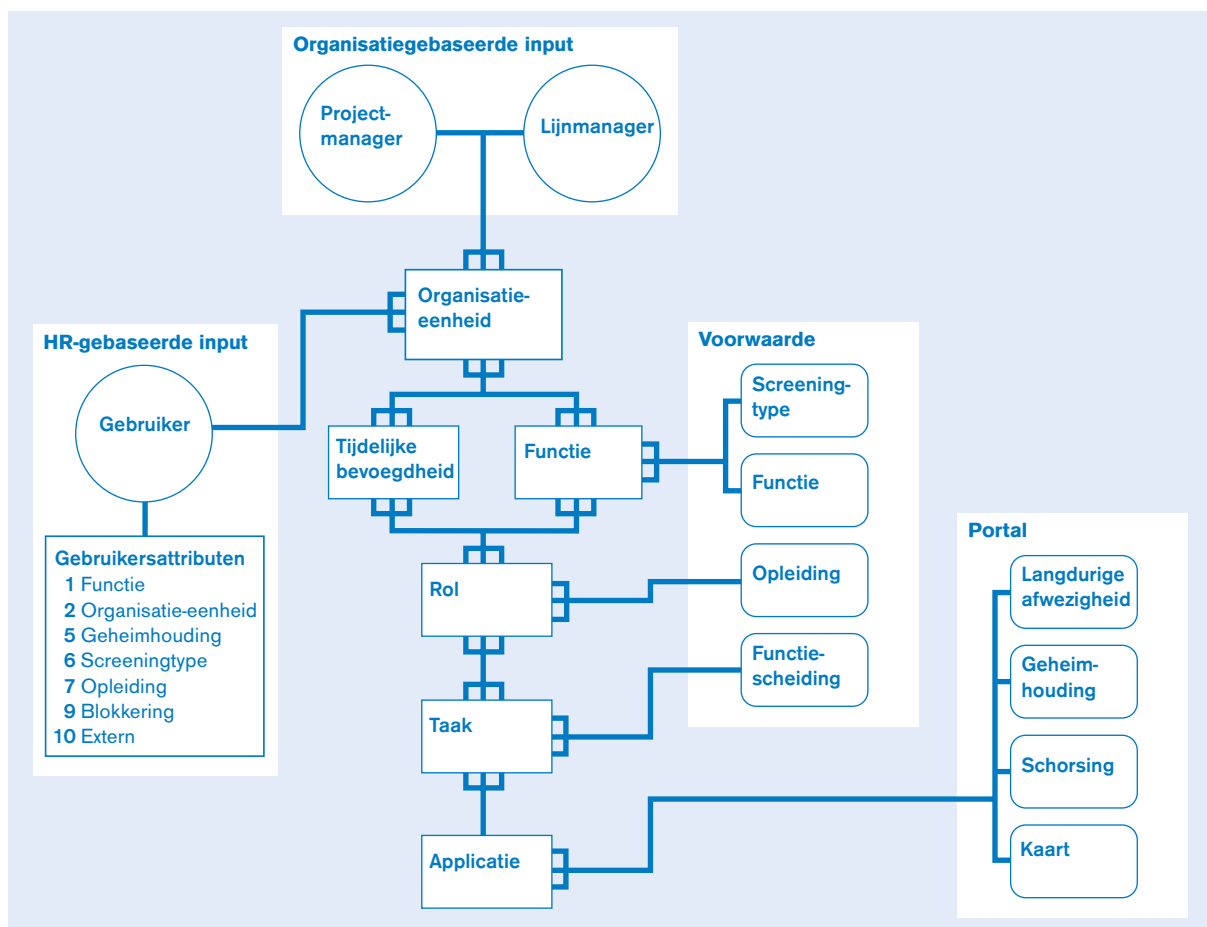 Organisatiegebaseerde input
Project-
manager
Lijnmanager
Organisatie-
eenheid
HR-gebaseerde input
Gebruiker
Gebruikersattributen
1 Functie
2 Organisatie-eenheid
5 Geheimhouding
6 Screeningtype
7 Opleiding
9 Blokkering
10 Extern
Tijdelijke
bevoegdheid
Functie
Rol
Taak
Applicatie
Voorwaarde
Screening-
type
Functie
Opleiding
Functie-
scheiding
Portal
Langdurige
afwezigheid
Geheim-
houding
Schorsing
Kaart